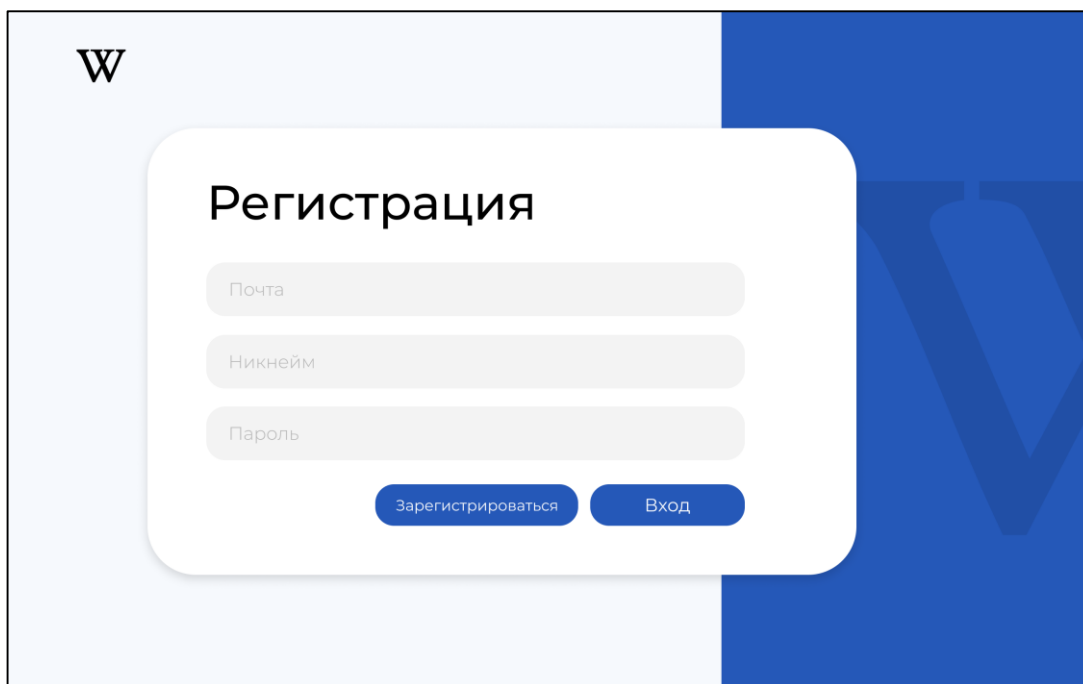 W
Регистрация
Почта
Никнейм
Пароль
Зарегистрироваться
Вход
W